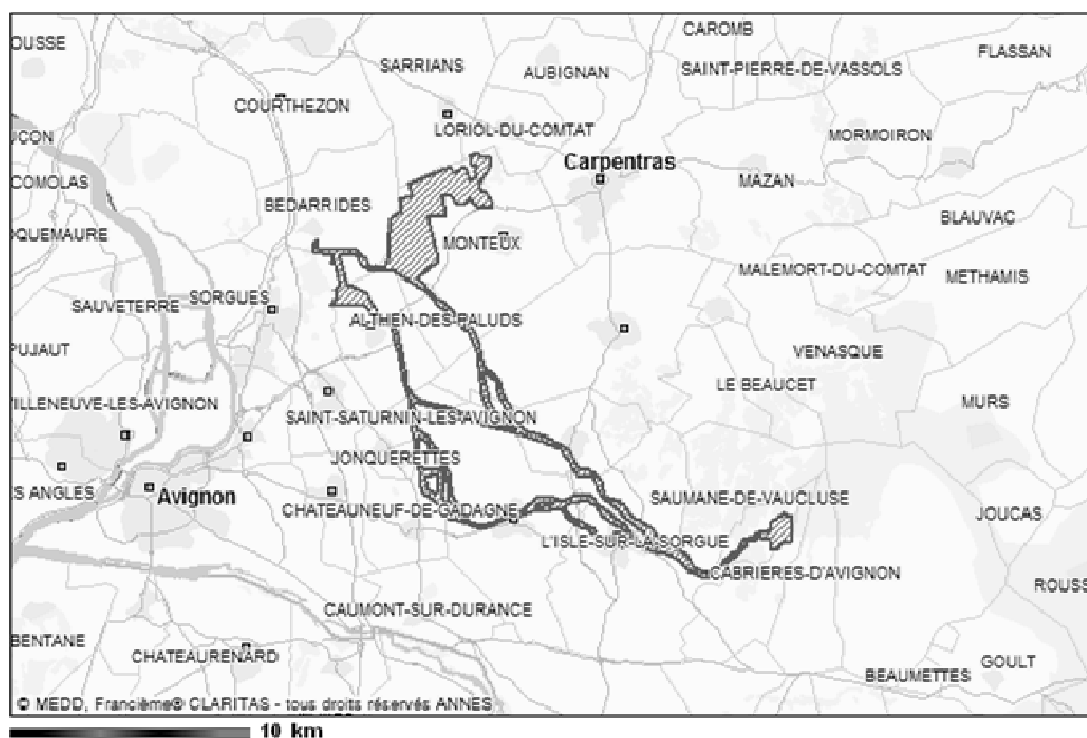 OUSSE
CAROMB
FLASSAN
SARRIANS
AUBIGNAN
SAINT-PIERRE-DE-VASSOLS
COURTHEZON
LORIOL-DU-COMTAT
MORMOIRON
UCON
Carpentras
COMOLAS
MAZAN
BEDARRIDES
BLAUVAC
OQUEMAURE
MONTEUX
MALEMORT-DU-COMTAT
METHAMIS
SAUVETERRE
SORGUES
ALTHEN-DES-PALUDS
PUJAUT
VENASQUE
LE BEAUCET
VILLENEUVE-LES-AVIGNON
MURS
SAINT-SATURNIN-LES-AVIGNON
JONQUERETTES
ES ANGLES
Avignon
SAUMANE-DE-VAUCLUSE
CHATEAUNEUF-DE-GADAGNE
JOUCAS
L'ISLE-SUR-LA-SORGUE
CABRIERES-D'AVIGNON
ROUSS
CAUMONT-SUR-DURANCE
BENTANE
CHATEAURENARD
GOULT
BEAUMETTES
© MEDD, Francième® CLARITAS - tous droits réservés ANNES
10 km